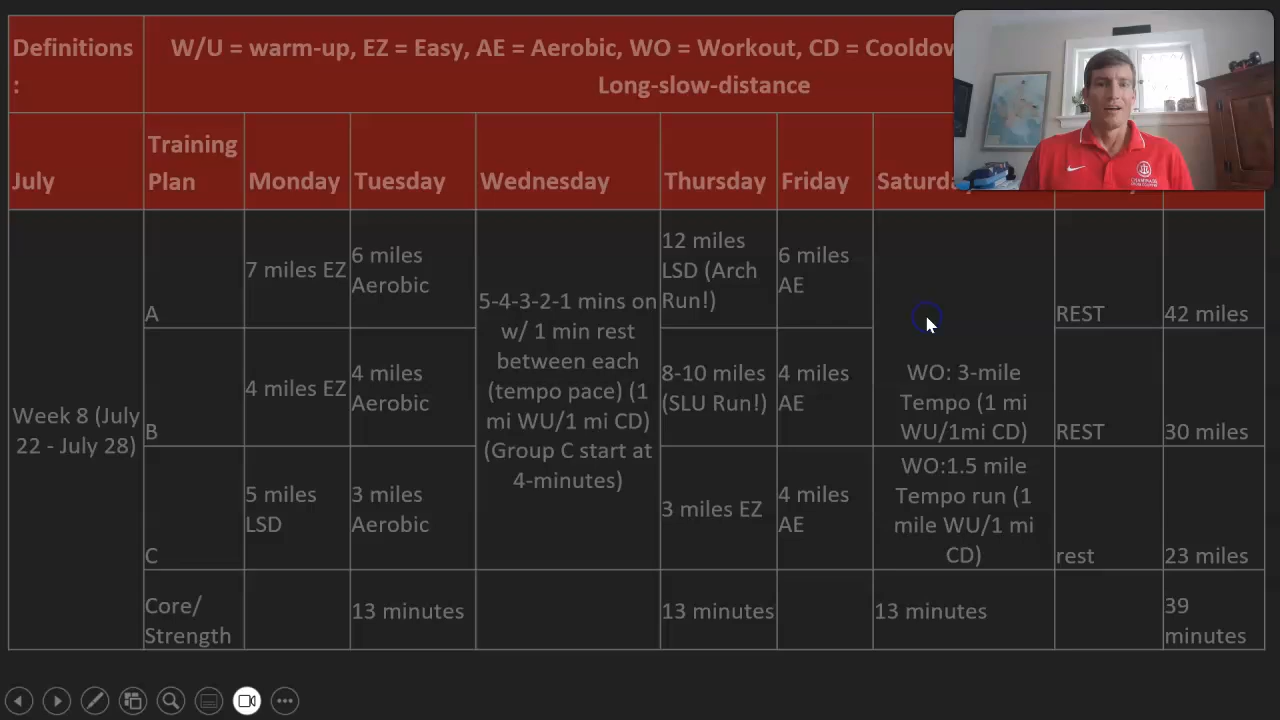 Definitions
:
W/U = warm-up, EZ = Easy, AE = Aerobic, WO = Workout, CD = Cooldow
Long-slow-distance
July
Training
Plan
Monday
Tuesday
Wednesday
Thursday
Friday
Saturda
Week 8 (July
22 - July 28)
A
7 miles EZ
6 miles
Aerobic
5-4-3-2-1 mins on
w/ 1 min rest
between each
(tempo pace) (1
mi WU/1 mi CD)
(Group C start at
4-minutes)
12 miles
LSD (Arch
Run!)
6 miles
AE
WO: 3-mile
Tempo (1 mi
WU/1mi CD)
REST
42 miles
B
4 miles EZ
4 miles
Aerobic
8-10 miles
(SLU Run!)
4 miles
AE
REST
30 miles
C
5 miles
LSD
3 miles
Aerobic
3 miles EZ
4 miles
AE
WO:1.5 mile
Tempo run (1
mile WU/1 mi
CD)
rest
23 miles
Core/
Strength
13 minutes
13 minutes
13 minutes
39
minutes